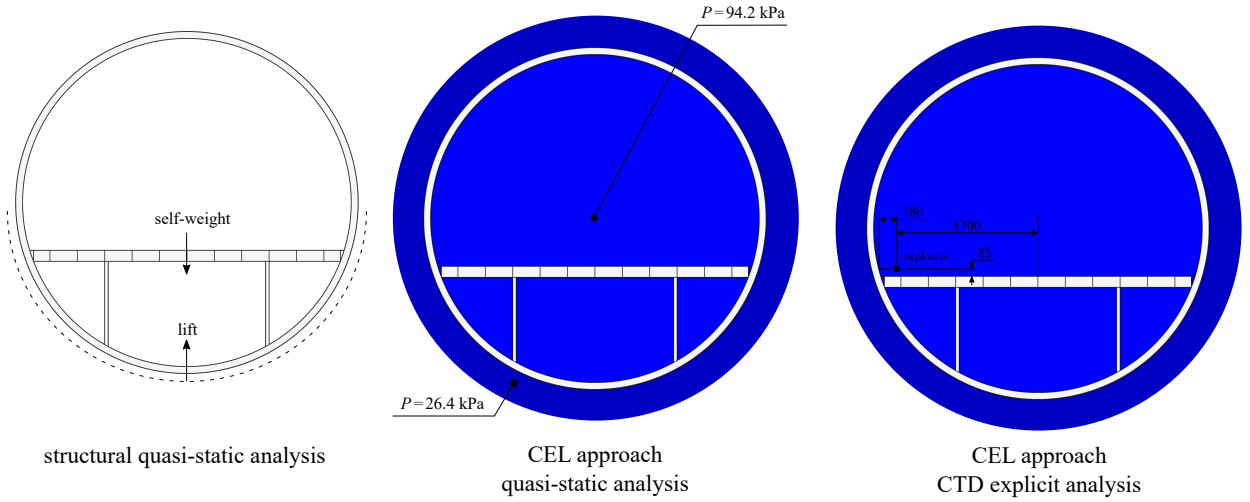 self-weight
lift
structural quasi-static analysis
P=94.2 kPa
P=26.4 kPa
CEL approach
quasi-static analysis
180
1200
explosive
85
CEL approach
CTD explicit analysis